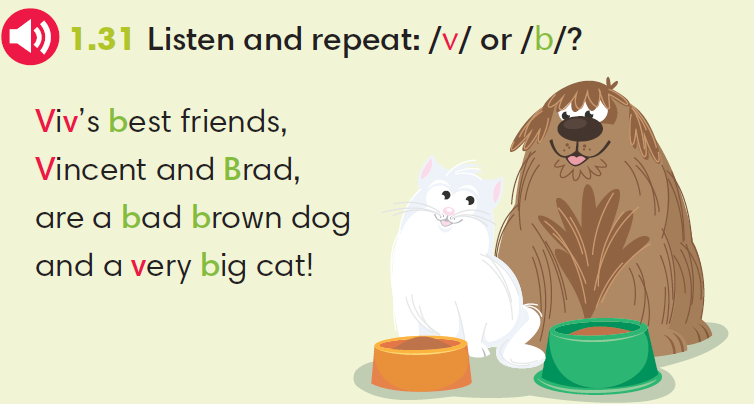 1.31 Listen and repeat: /v/ or /b/?
Viv's best friends,
Vincent and Brad,
are a bad brown dog
and a very big cat!